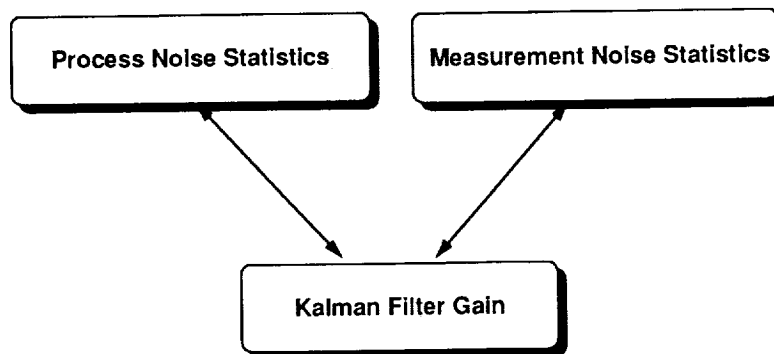 Process Noise Statistics
Measurement Noise Statistics
Kalman Filter Gain